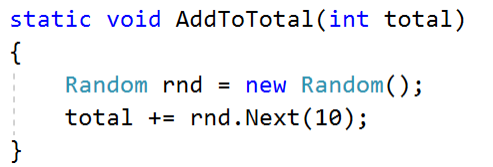 static void AddToTotal(int total)
{
    Random rnd = new Random();
    total += rnd.Next(10);
}